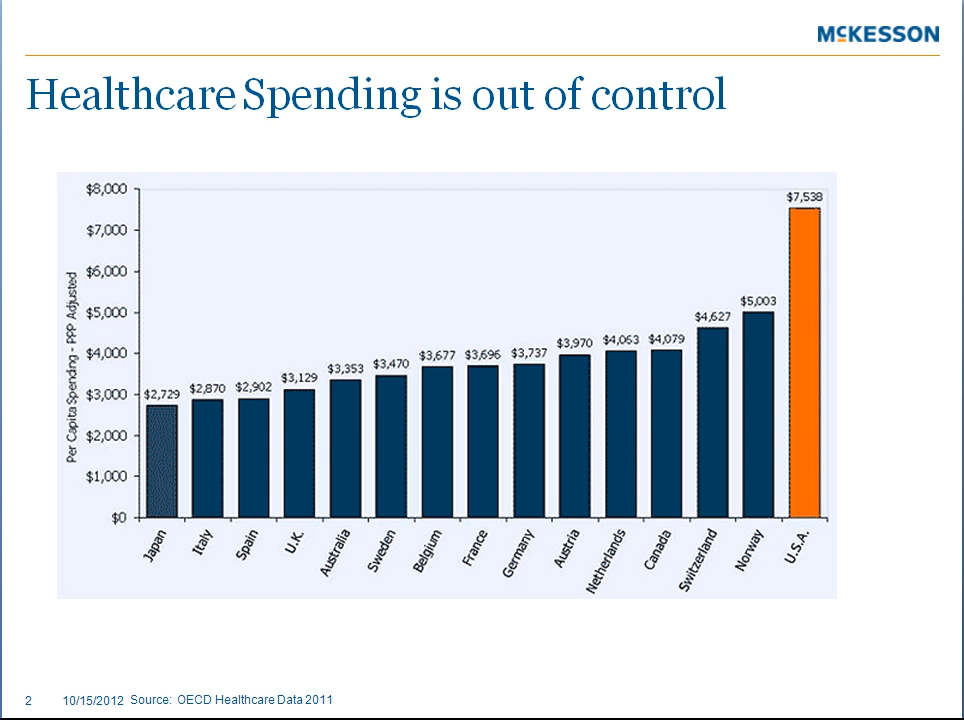 McKESSON
Healthcare Spending is out of control
Per Capita Spending - PPP Adjusted
$8,000
$7,000
$6,000
$5,000
$4,000
$3,000
$2,000
$1,000
$0
$2,729
$2,870
$2,902
$3,129
$3,353
$3,470
$3,677
$3,696
$3,737
$3,970
$4,063
$4,079
$4,627
$5,003
$7,538
Japan
Italy
Spain
U.K.
Australia
Sweden
Belgium
France
Germany
Austria
Netherlands
Canada
Switzerland
Norway
U.S.A.
2 10/15/2012 Source: OECD Healthcare Data 2011